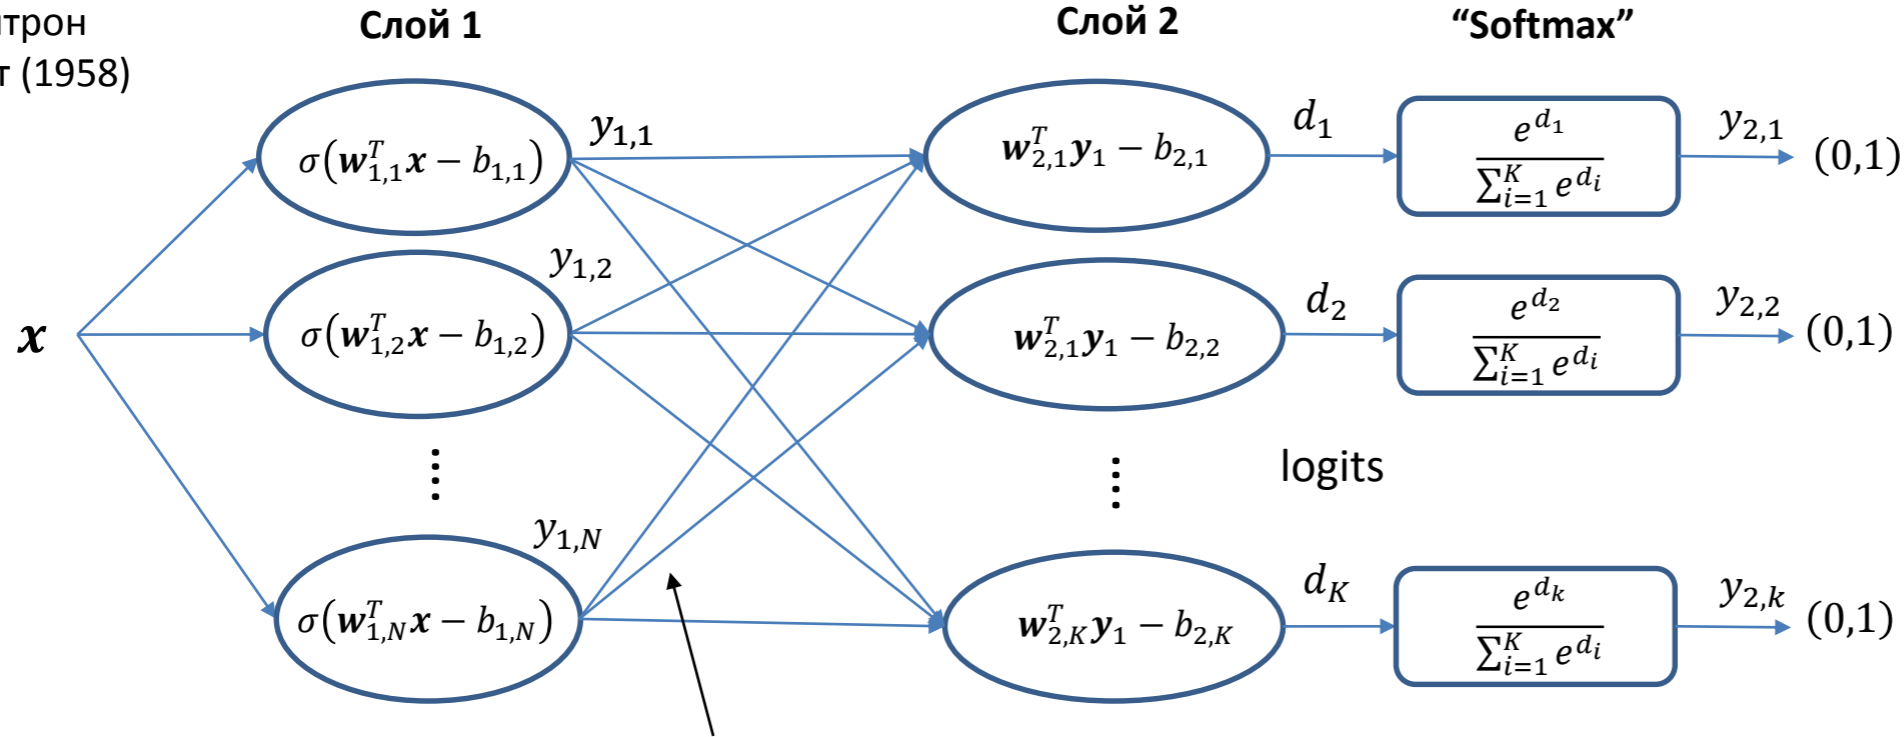 Слой 1
Слой 2
“Softmax”
т (1958)
y_{1,1}
y_{1,2}
y_{1,N}
x
σ(w_{1,1}^T x − b_{1,1})
σ(w_{1,2}^T x − b_{1,2})
⋮
σ(w_{1,N}^T x − b_{1,N})
w_{2,1}^T y_1 − b_{2,1}
w_{2,1}^T y_1 − b_{2,2}
⋮
w_{2,K}^T y_1 − b_{2,K}
d_1
d_2
logits
d_K
e^{d_1} / ∑_{i=1}^K e^{d_i}
e^{d_2} / ∑_{i=1}^K e^{d_i}
e^{d_k} / ∑_{i=1}^K e^{d_i}
y_{2,1} (0,1)
y_{2,2} (0,1)
y_{2,k} (0,1)